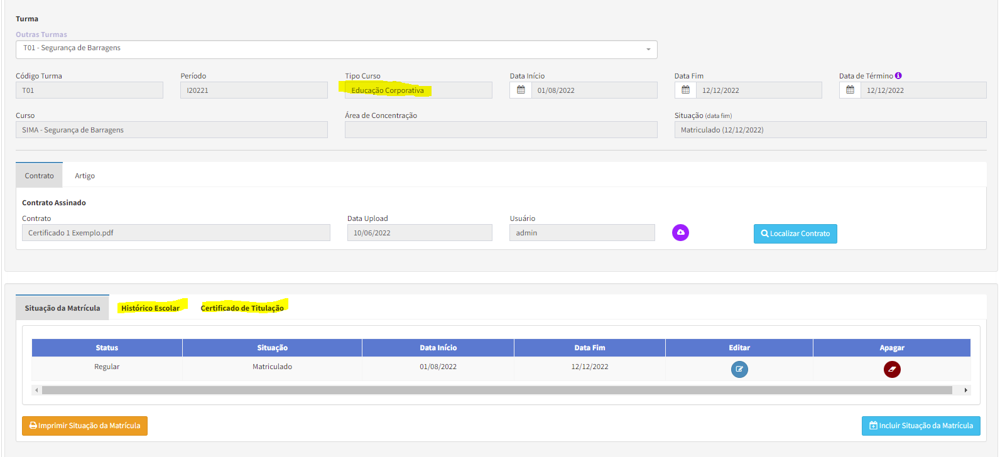 Turma
Outras Turmas
T01 - Segurança de Barragens
Código Turma Período Tipo Curso Data Início Data Fim Data de Término
T01 I20221 Educação Corporativa 01/08/2022 12/12/2022 12/12/2022
Curso Área de Concentração Situação (data fim)
SIMA - Segurança de Barragens Matriculado (12/12/2022)
Contrato Artigo
Contrato Assinado
Contrato Data Upload Usuário
Certificado 1 Exemplo.pdf 10/06/2022 admin Localizar Contrato
Situação da Matrícula Histórico Escolar Certificado de Titulação
Status Situação Data Início Data Fim Editar Apagar
Regular Matriculado 01/08/2022 12/12/2022
Imprimir Situação da Matrícula Incluir Situação da Matrícula